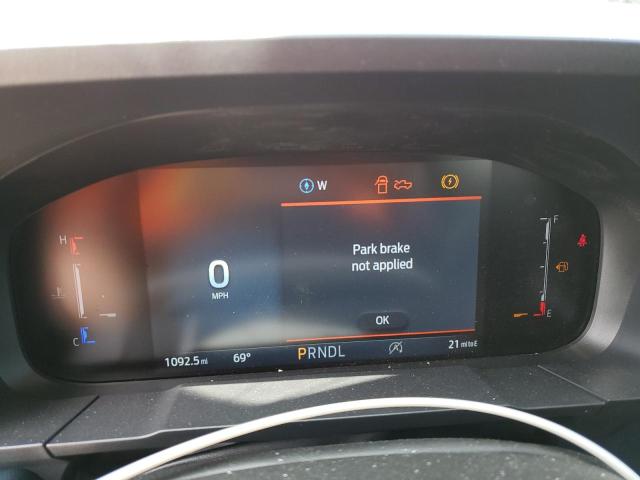 W
H
F
Park brake
not applied
0
MPH
OK
C
E
1092.5 mi 69° PRNDL 21 mi to E